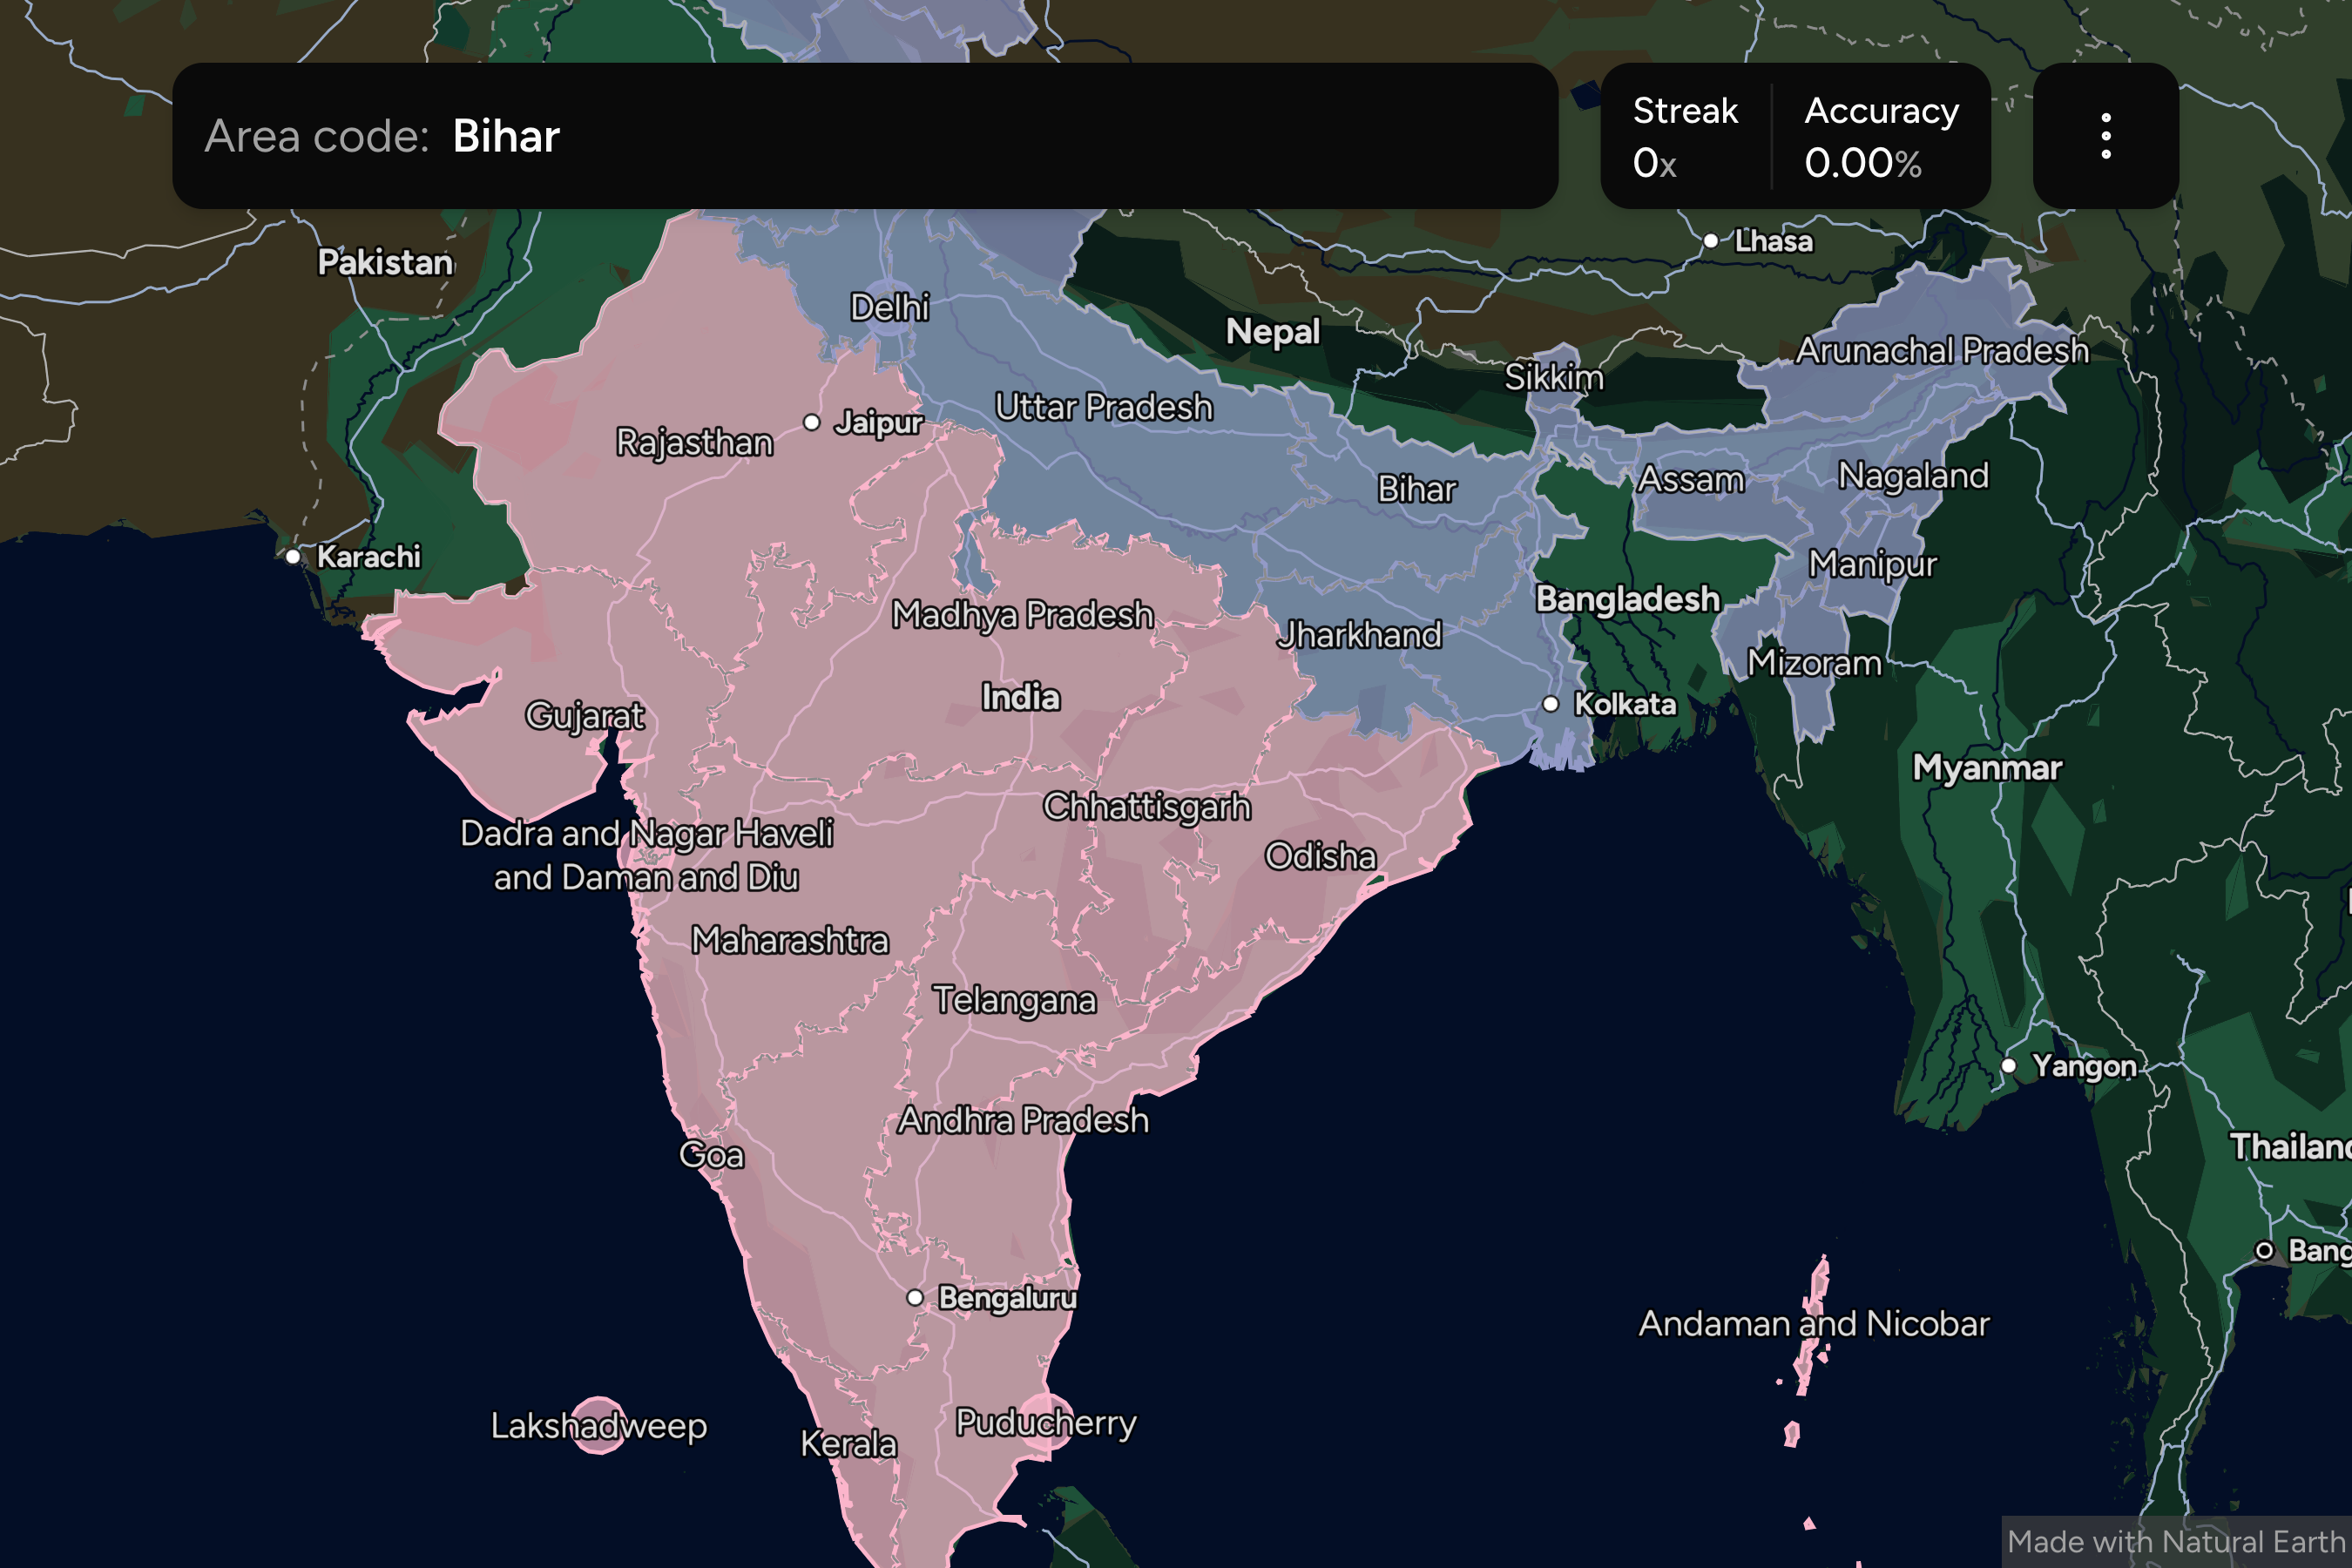 Area code: Bihar
Streak
0x
Accuracy
0.00%
Pakistan
Lhasa
Delhi
Nepal
Arunachal Pradesh
Sikkim
Uttar Pradesh
Jaipur
Rajasthan
Bihar
Assam
Nagaland
Karachi
Manipur
Bangladesh
Madhya Pradesh
Jharkhand
Mizoram
India
Kolkata
Gujarat
Myanmar
Chhattisgarh
Dadra and Nagar Haveli
and Daman and Diu
Odisha
Maharashtra
Telangana
Yangon
Andhra Pradesh
Thailand
Goa
Bang
Bengaluru
Andaman and Nicobar
Lakshadweep
Puducherry
Kerala
Made with Natural Earth